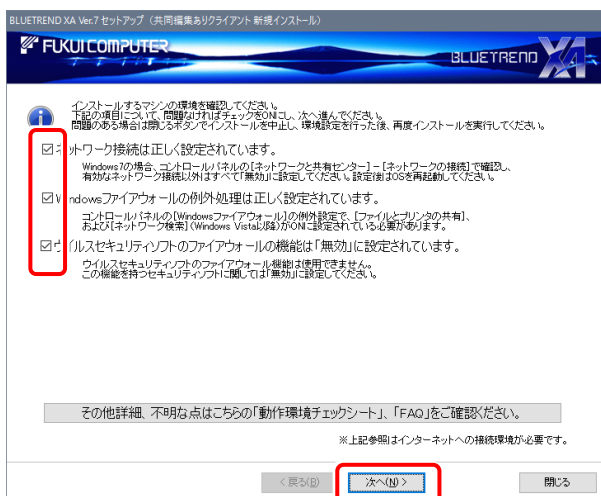 BLUETREND XA Ver.7 セットアップ（共同編集ありクライアント 新規インストール）
FUKUI COMPUTER
BLUETREND XA
インストールするマシンの環境を確認してください。
下記の項目について、問題なければチェックをONにし、次へ進んでください。
問題のある場合は閉じるボタンでインストールを中止し、環境設定を行った後、再度インストールを実行してください。
ネットワーク接続は正しく設定されています。
Windows7の場合、コントロールパネルの[ネットワークと共有センター]－[ネットワークの接続]で確認し、
有効なネットワーク接続以外はすべて「無効」に設定してください。設定後はOSを再起動してください。
Windowsファイアウォールの例外処理は正しく設定されています。
コントロールパネルの[Windowsファイアウォール]の例外設定で、[ファイルとプリンタの共有]、
および[ネットワーク検索](Windows Vista以降)がONに設定されている必要があります。
ウイルスセキュリティソフトのファイアウォールの機能は「無効」に設定されています。
ウイルスセキュリティソフトのファイアウォール機能は使用できません。
この機能を持つセキュリティソフトに関しては「無効」に設定してください。
その他詳細、不明な点はこちらの「動作環境チェックシート」、「FAQ」をご確認ください。
※上記参照はインターネットへの接続環境が必要です。
< 戻る(B)
次へ(N) >
閉じる